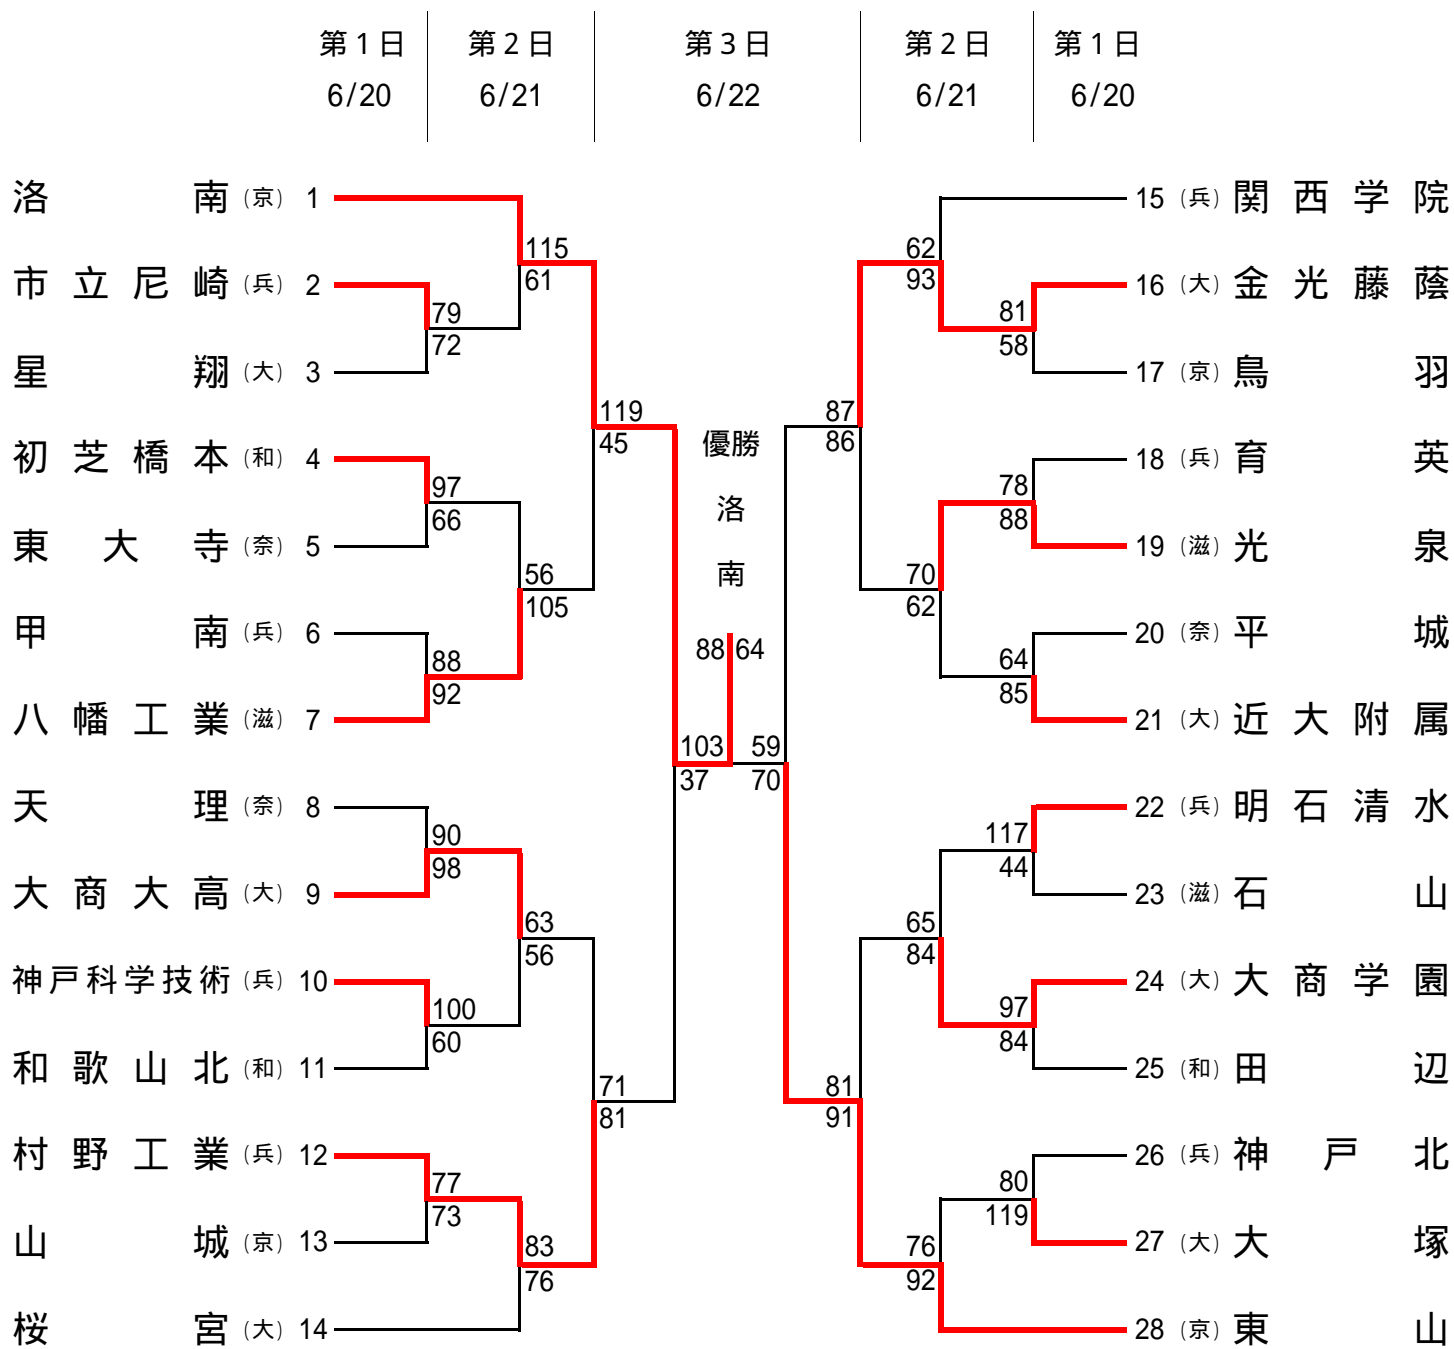 第1日 第2日 第3日 第2日 第1日
6/20 6/21 6/22 6/21 6/20
洛南 (京) 1
市立尼崎 (兵) 2
星翔 (大) 3
初芝橋本 (和) 4
東大寺 (奈) 5
甲南 (兵) 6
八幡工業 (滋) 7
天理 (奈) 8
大商大高 (大) 9
神戸科学技術 (兵) 10
和歌山北 (和) 11
村野工業 (兵) 12
山城 (京) 13
桜宮 (大) 14
79
72
97
66
88
92
90
98
100
60
77
73
115
61
56
105
63
56
83
76
119
45
71
81
103
37
優勝
洛
南
88 64
59
70
87
86
81
91
62
93
70
62
65
84
76
92
81
58
78
88
64
85
117
44
97
84
80
119
15 (兵) 関西学院
16 (大) 金光藤蔭
17 (京) 鳥羽
18 (兵) 育英
19 (滋) 光泉
20 (奈) 平城
21 (大) 近大附属
22 (兵) 明石清水
23 (滋) 石山
24 (大) 大商学園
25 (和) 田辺
26 (兵) 神戸北
27 (大) 大塚
28 (京) 東山